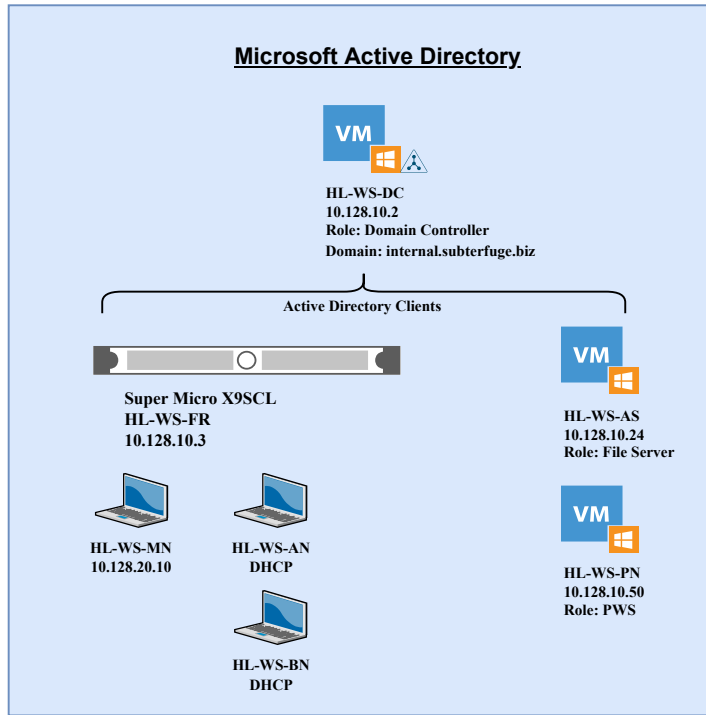 Microsoft Active Directory
VM
HL-WS-DC
10.128.10.2
Role: Domain Controller
Domain: internal.subterfuge.biz
Active Directory Clients
Super Micro X9SCL
HL-WS-FR
10.128.10.3
VM
HL-WS-AS
10.128.10.24
Role: File Server
HL-WS-MN
10.128.20.10
HL-WS-AN
DHCP
VM
HL-WS-PN
10.128.10.50
Role: PWS
HL-WS-BN
DHCP